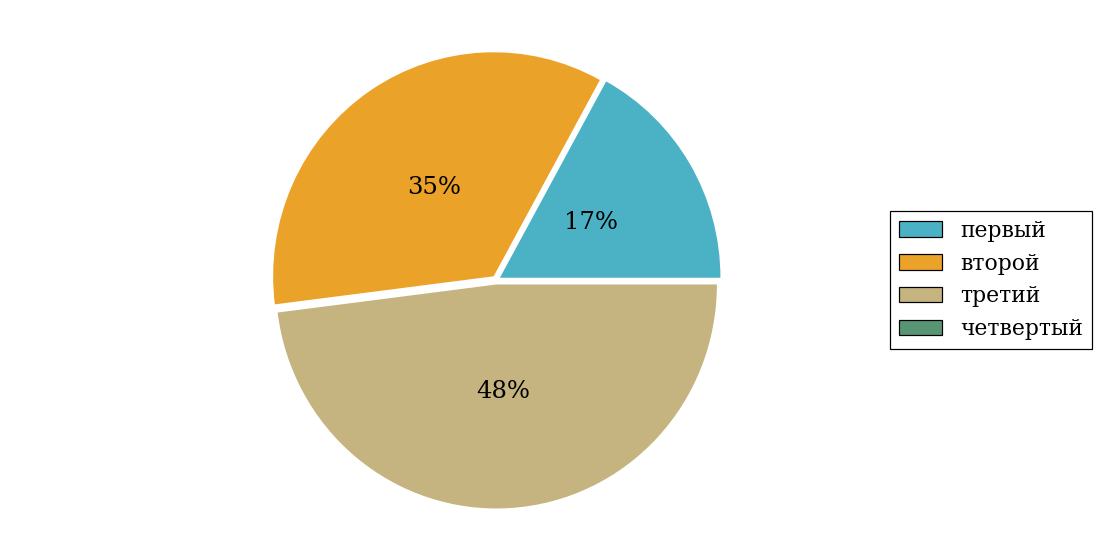 35%
17%
48%
первый
второй
третий
четвертый